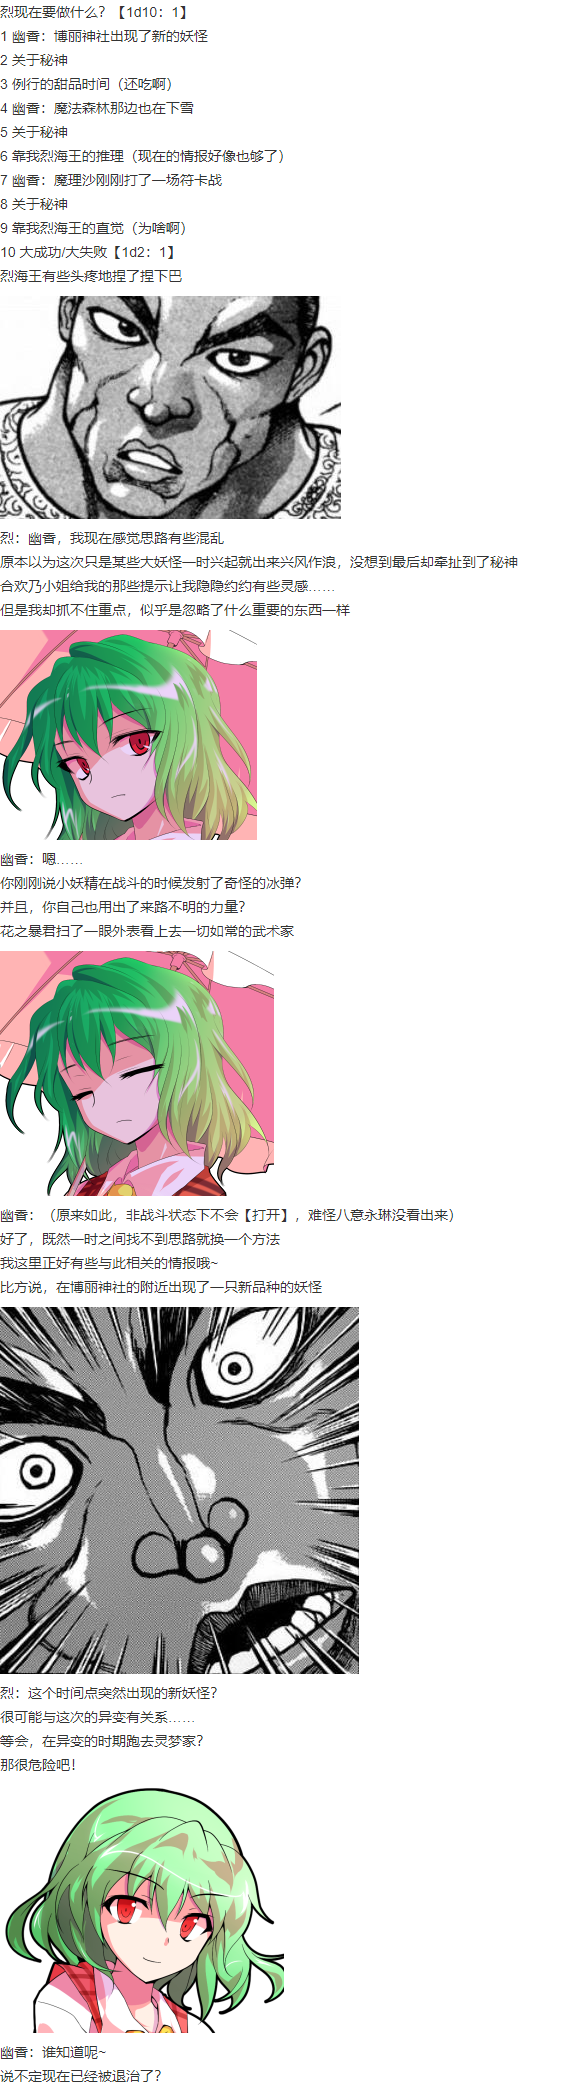 烈现在要做什么？【1d10：1】
1 幽香：博丽神社出现了新的妖怪
2 关于秘神
3 例行的甜品时间（还吃啊）
4 幽香：魔法森林那边也在下雪
5 关于秘神
6 靠我烈海王的推理（现在的情报好像也够了）
7 幽香：魔理沙刚刚打了一场符卡战
8 关于秘神
9 靠我烈海王的直觉（为啥啊）
10 大成功/大失败【1d2：1】
烈海王有些头疼地捏了捏下巴
烈：幽香，我现在感觉思路有些混乱
原本以为这次只是某些大妖怪一时兴起就出来兴风作浪，没想到最后却牵扯到了秘神
合欢乃小姐给我的那些提示让我隐隐约约有些灵感……
但是我却抓不住重点，似乎是忽略了什么重要的东西一样
幽香：嗯……
你刚刚说小妖精在战斗的时候发射了奇怪的冰弹？
并且，你自己也用出了来路不明的力量？
花之暴君扫了一眼外表看上去一切如常的武术家
幽香：（原来如此，非战斗状态下不会【打开】，难怪八意永琳没看出来）
好了，既然一时之间找不到思路就换一个方法
我这里正好有些与此相关的情报哦~
比方说，在博丽神社的附近出现了一只新品种的妖怪
烈：这个时间点突然出现的新妖怪？
很可能与这次的异变有关系……
等会，在异变的时期跑去灵梦家？
那很危险吧！
幽香：谁知道呢~
说不定现在已经被退治了？